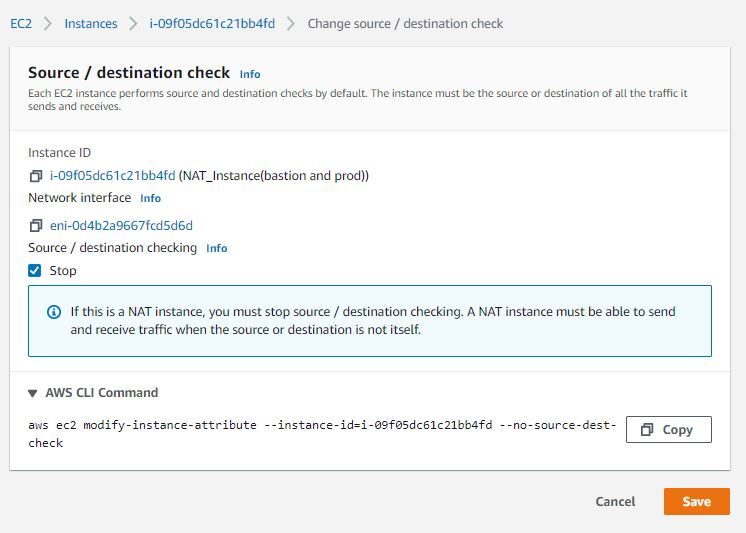 EC2 > Instances > i-09f05dc61c21bb4fd > Change source / destination check
Source / destination check Info
Each EC2 instance performs source and destination checks by default. The instance must be the source or destination of all the traffic it
sends and receives.
Instance ID
i-09f05dc61c21bb4fd (NAT_Instance(bastion and prod))
Network interface Info
eni-0d4b2a9667fcd5d6d
Source / destination checking Info
Stop
If this is a NAT instance, you must stop source / destination checking. A NAT instance must be able to send
and receive traffic when the source or destination is not itself.
AWS CLI Command
aws ec2 modify-instance-attribute --instance-id=i-09f05dc61c21bb4fd --no-source-dest-
check
Copy
Cancel Save